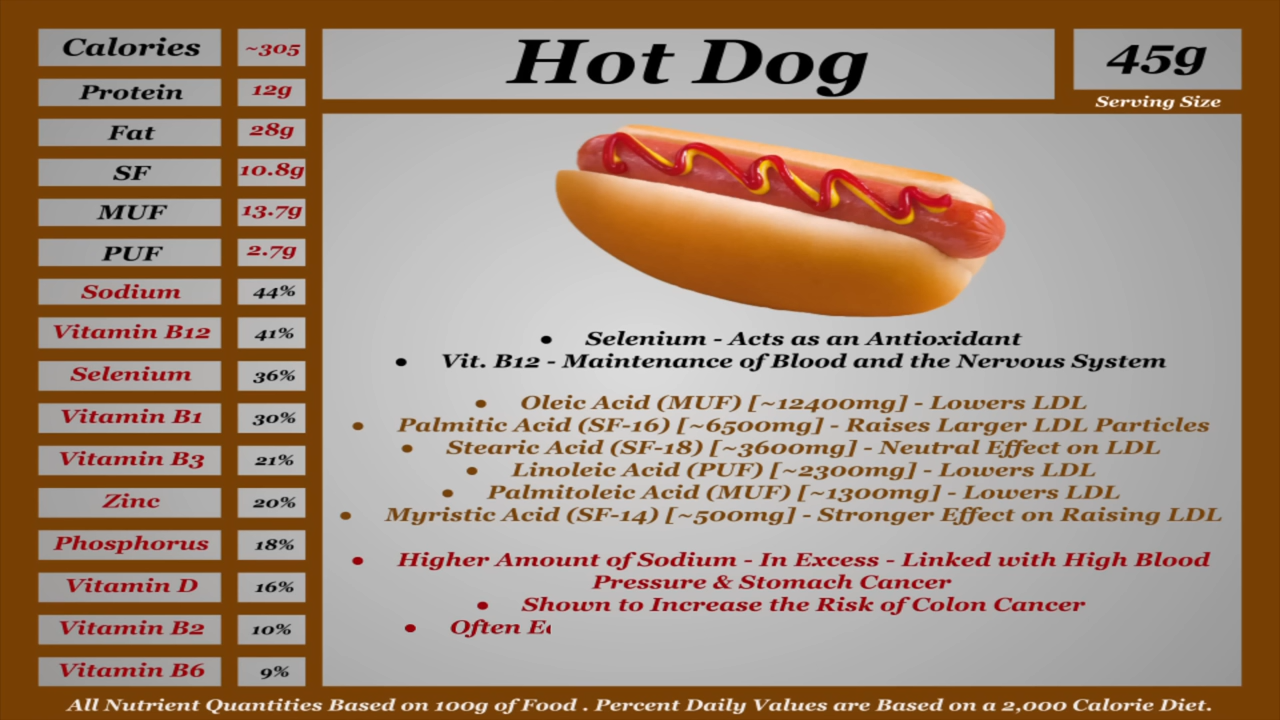 Hot Dog
45g
Serving Size
Calories ~305
Protein 12g
Fat 28g
SF 10.8g
MUF 13.7g
PUF 2.7g
Sodium 44%
Vitamin B12 41%
Selenium 36%
Vitamin B1 30%
Vitamin B3 21%
Zinc 20%
Phosphorus 18%
Vitamin D 16%
Vitamin B2 10%
Vitamin B6 9%
• Selenium - Acts as an Antioxidant
• Vit. B12 - Maintenance of Blood and the Nervous System
• Oleic Acid (MUF) [~12400mg] - Lowers LDL
• Palmitic Acid (SF-16) [~6500mg] - Raises Larger LDL Particles
• Stearic Acid (SF-18) [~3600mg] - Neutral Effect on LDL
• Linoleic Acid (PUF) [~2300mg] - Lowers LDL
• Palmitoleic Acid (MUF) [~1300mg] - Lowers LDL
• Myristic Acid (SF-14) [~500mg] - Stronger Effect on Raising LDL
• Higher Amount of Sodium - In Excess - Linked with High Blood
Pressure & Stomach Cancer
• Shown to Increase the Risk of Colon Cancer
• Often
All Nutrient Quantities Based on 100g of Food . Percent Daily Values are Based on a 2,000 Calorie Diet.